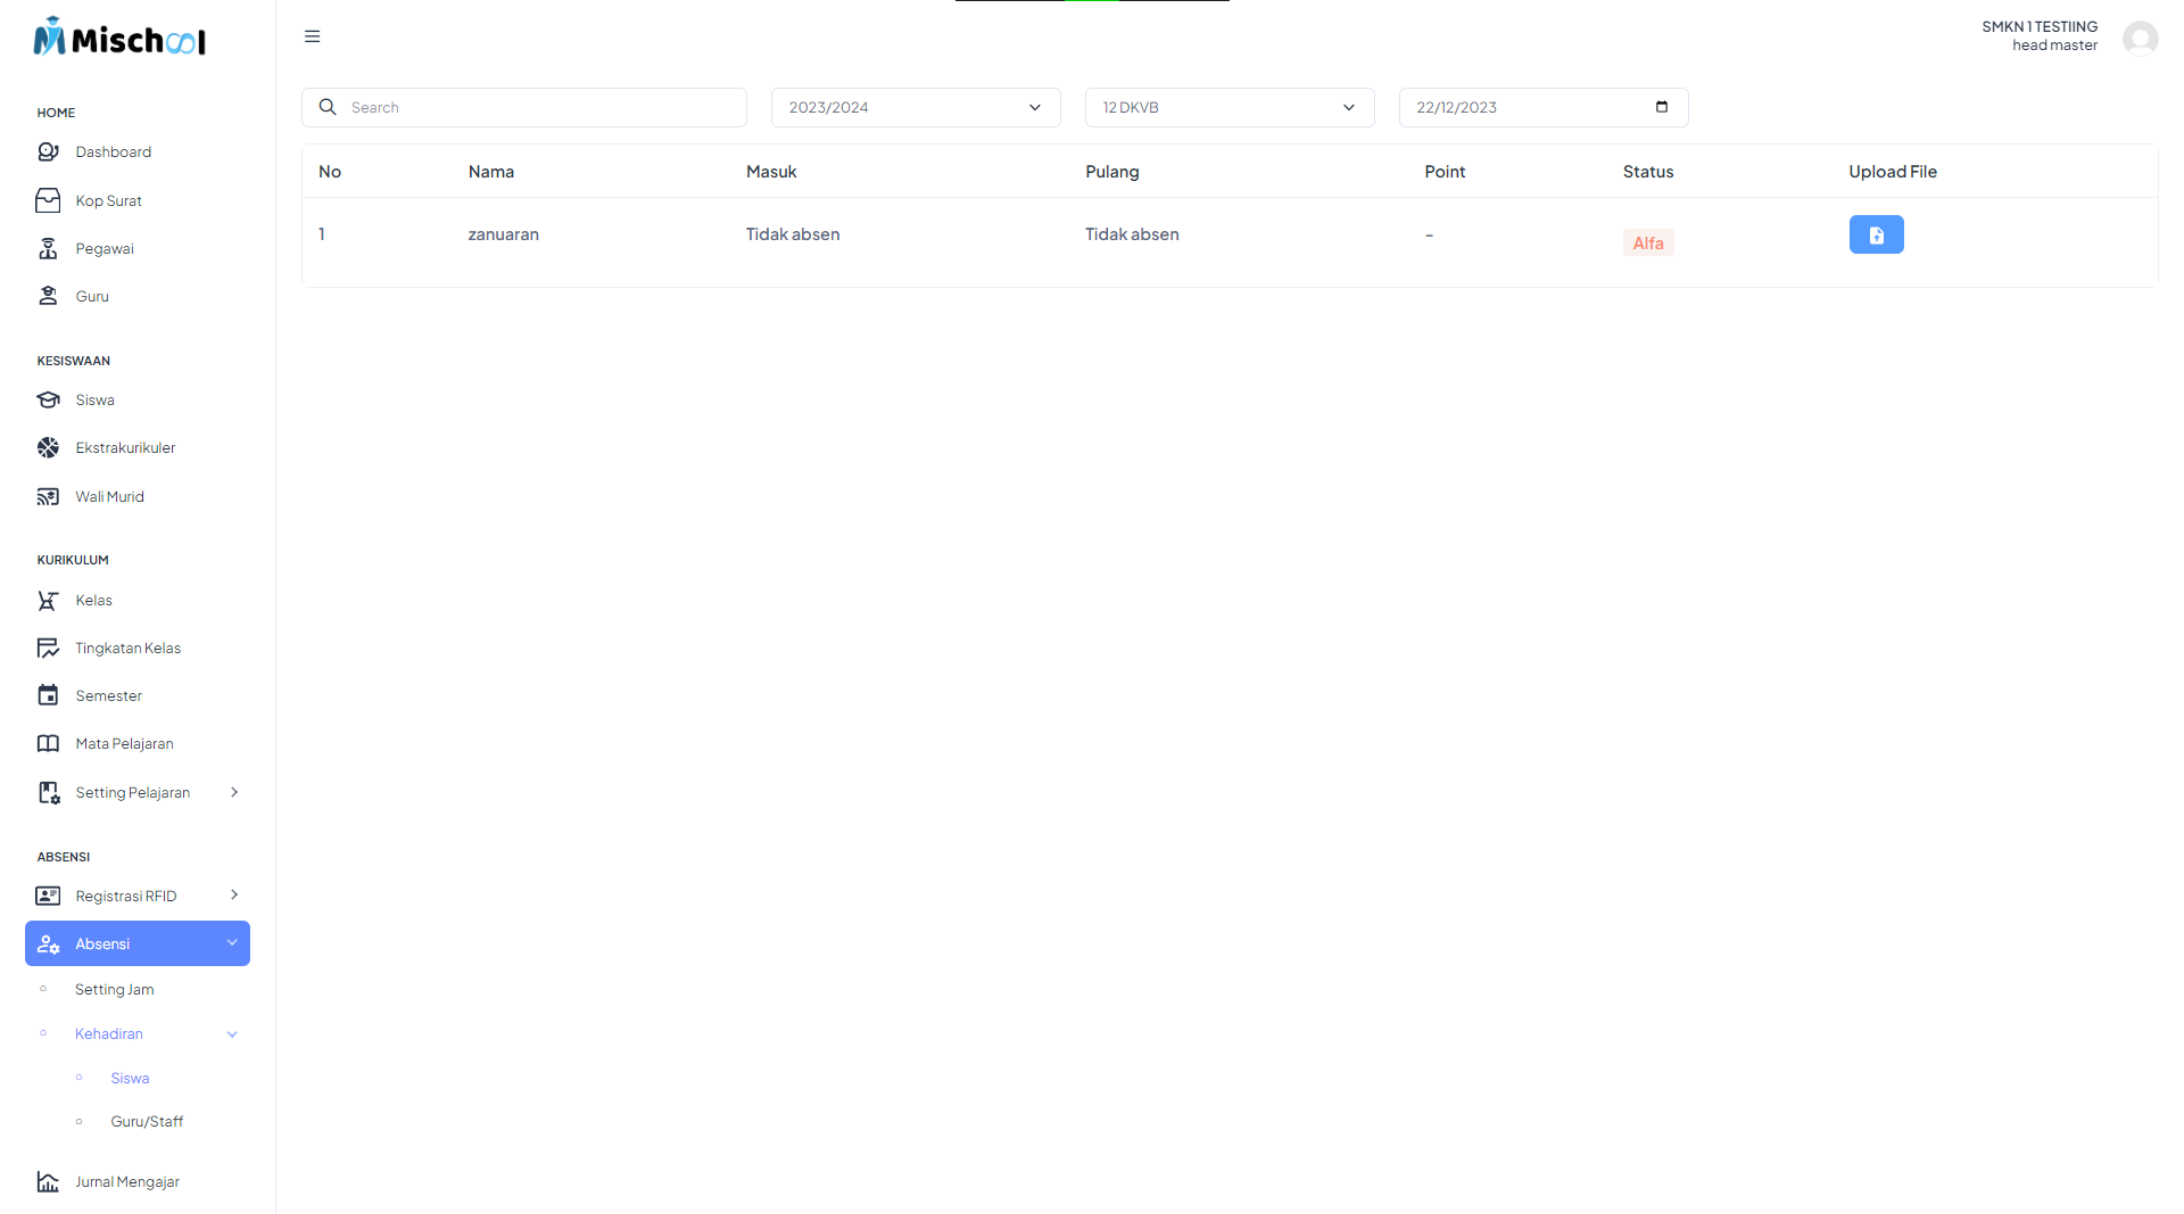 Mischool
SMKN 1 TESTIING
head master
Search
2023/2024
12 DKVB
22/12/2023
HOME
Dashboard
Kop Surat
Pegawai
Guru
KESISWAAN
Siswa
Ekstrakurikuler
Wali Murid
KURIKULUM
Kelas
Tingkatan Kelas
Semester
Mata Pelajaran
Setting Pelajaran
ABSENSI
Registrasi RFID
Absensi
Setting Jam
Kehadiran
Siswa
Guru/Staff
Jurnal Mengajar
No Nama Masuk Pulang Point Status Upload File
1 zanuaran Tidak absen Tidak absen - Alfa